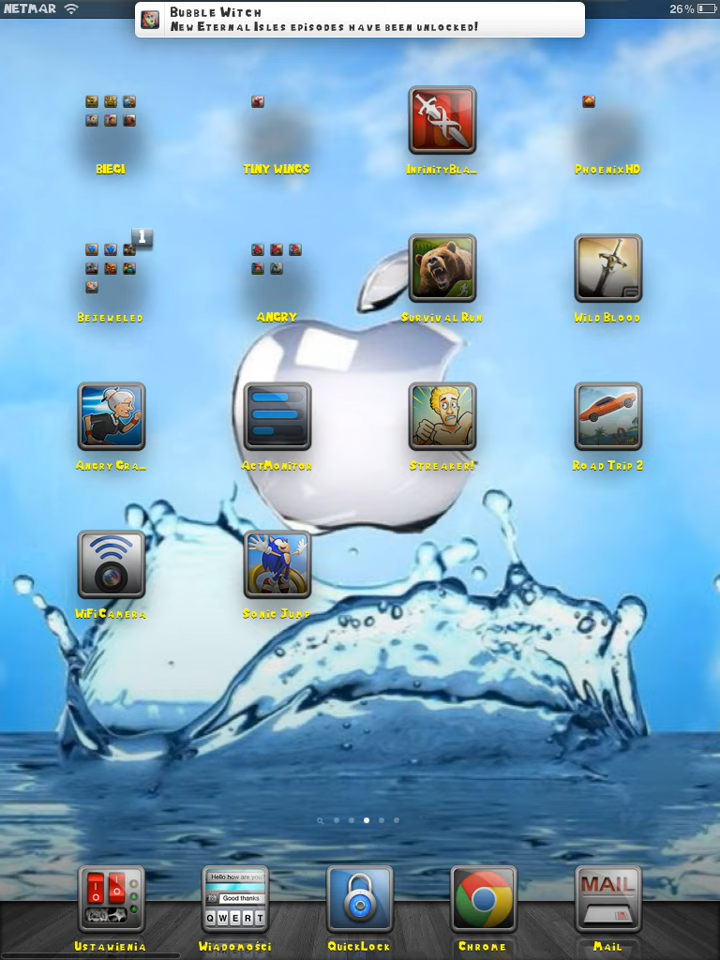 NETMAR
26%
Bubble Witch
New Eternal Isles episodes have been unlocked!
BIEGI
TINY WINGS
InfinityBla...
PhoenixHD
1
Bejeweled
ANGRY
Survival Run
Wild Blood
Angry Gra...
ActMonitor
Streaker!
Road Trip 2
WiFiCamera
Sonic Jump
Hello how are you?
Good thanks
Q W E R T
MAIL
Ustawienia
Wiadomości
QuickLock
Chrome
Mail